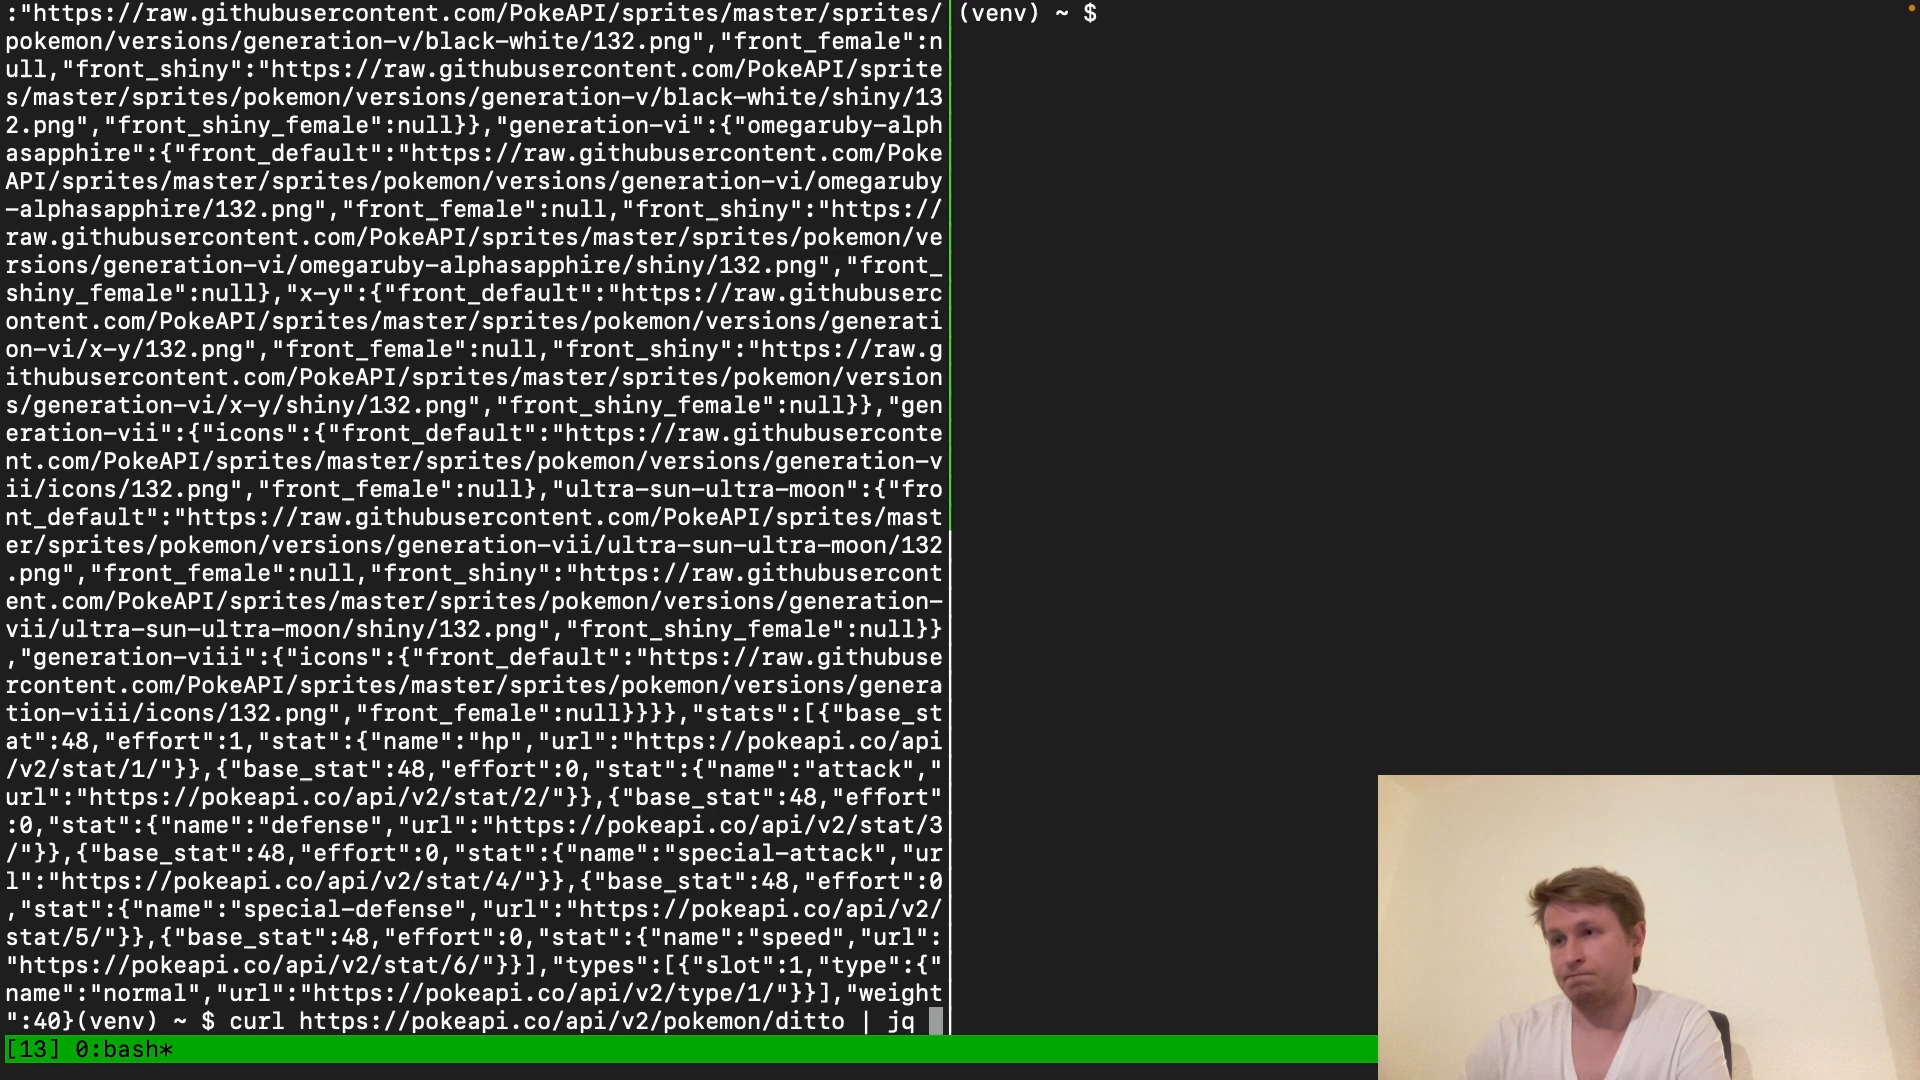 :"https://raw.githubusercontent.com/PokeAPI/sprites/master/sprites/
pokemon/versions/generation-v/black-white/132.png","front_female":n
ull,"front_shiny":"https://raw.githubusercontent.com/PokeAPI/sprite
s/master/sprites/pokemon/versions/generation-v/black-white/shiny/13
2.png","front_shiny_female":null}},"generation-vi":{"omegaruby-alph
asapphire":{"front_default":"https://raw.githubusercontent.com/Poke
API/sprites/master/sprites/pokemon/versions/generation-vi/omegaruby
-alphasapphire/132.png","front_female":null,"front_shiny":"https://
raw.githubusercontent.com/PokeAPI/sprites/master/sprites/pokemon/ve
rsions/generation-vi/omegaruby-alphasapphire/shiny/132.png","front_
shiny_female":null},"x-y":{"front_default":"https://raw.githubuserc
ontent.com/PokeAPI/sprites/master/sprites/pokemon/versions/generati
on-vi/x-y/132.png","front_female":null,"front_shiny":"https://raw.g
ithubusercontent.com/PokeAPI/sprites/master/sprites/pokemon/version
s/generation-vi/x-y/shiny/132.png","front_shiny_female":null}},"gen
eration-vii":{"icons":{"front_default":"https://raw.githubuserconte
nt.com/PokeAPI/sprites/master/sprites/pokemon/versions/generation-v
ii/icons/132.png","front_female":null},"ultra-sun-ultra-moon":{"fro
nt_default":"https://raw.githubusercontent.com/PokeAPI/sprites/mast
er/sprites/pokemon/versions/generation-vii/ultra-sun-ultra-moon/132
.png","front_female":null,"front_shiny":"https://raw.githubusercont
ent.com/PokeAPI/sprites/master/sprites/pokemon/versions/generation-
vii/ultra-sun-ultra-moon/shiny/132.png","front_shiny_female":null}}
,"generation-viii":{"icons":{"front_default":"https://raw.githubuse
rcontent.com/PokeAPI/sprites/master/sprites/pokemon/versions/genera
tion-viii/icons/132.png","front_female":null}}}},"stats":[{"base_st
at":48,"effort":1,"stat":{"name":"hp","url":"https://pokeapi.co/api
/v2/stat/1/"}},{"base_stat":48,"effort":0,"stat":{"name":"attack","
url":"https://pokeapi.co/api/v2/stat/2/"}},{"base_stat":48,"effort"
:0,"stat":{"name":"defense","url":"https://pokeapi.co/api/v2/stat/3
/"}},{"base_stat":48,"effort":0,"stat":{"name":"special-attack","ur
l":"https://pokeapi.co/api/v2/stat/4/"}},{"base_stat":48,"effort":0
,"stat":{"name":"special-defense","url":"https://pokeapi.co/api/v2/
stat/5/"}},{"base_stat":48,"effort":0,"stat":{"name":"speed","url":
"https://pokeapi.co/api/v2/stat/6/"}}],"types":[{"slot":1,"type":{"
name":"normal","url":"https://pokeapi.co/api/v2/type/1/"}}],"weight
":40}(venv) ~ $ curl https://pokeapi.co/api/v2/pokemon/ditto | jq
(venv) ~ $
[13] 0:bash*